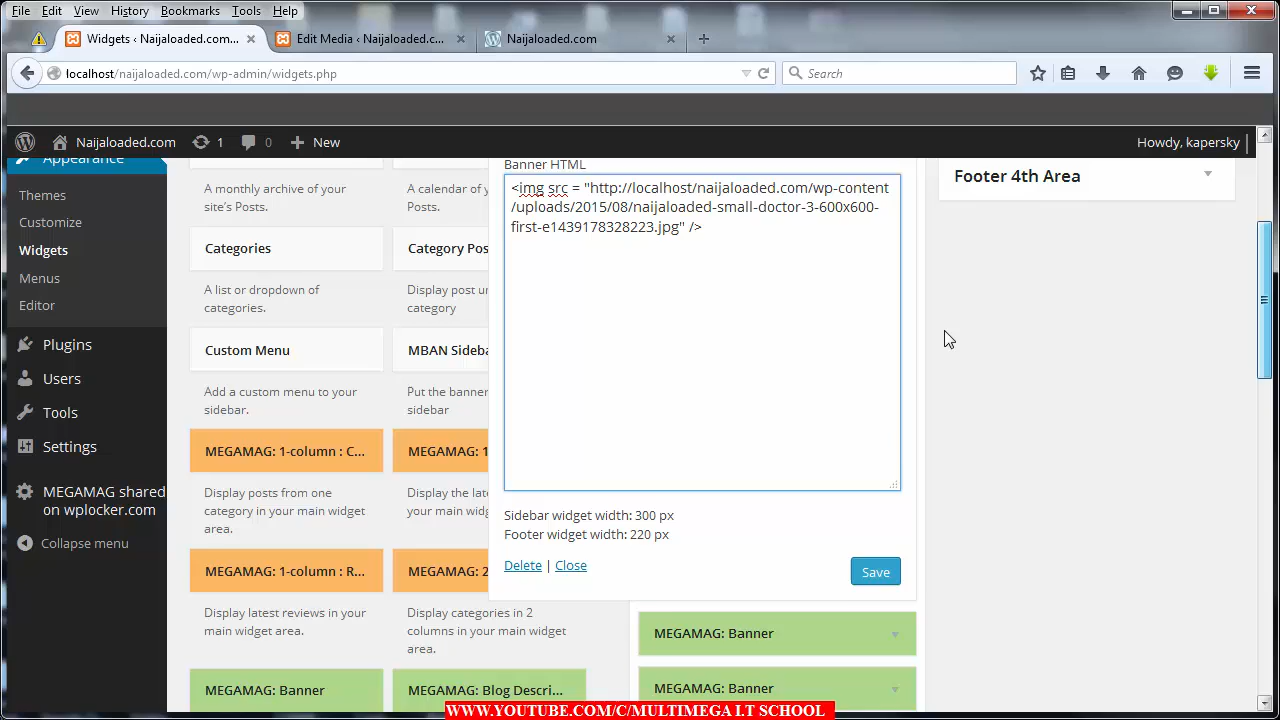 File Edit View History Bookmarks Tools Help
Widgets ‹ Naijaloaded.com... × Edit Media ‹ Naijaloaded.c... × Naijaloaded.com × +
localhost/naijaloaded.com/wp-admin/widgets.php Search
Naijaloaded.com 1 0 + New Howdy, kapersky
Appearance
Themes
Customize
Widgets
Menus
Editor
Plugins
Users
Tools
Settings
MEGAMAG shared
on wplocker.com
Collapse menu
A monthly archive of your
site's Posts.
A calendar of y
Posts.
Categories
Category Pos
A list or dropdown of
categories.
Display post un
category
Custom Menu
MBAN Sideba
Add a custom menu to your
sidebar.
Put the banner
sidebar
MEGAMAG: 1-column : C...
MEGAMAG: 1
Display posts from one
category in your main widget
area.
Display the late
your main widg
MEGAMAG: 1-column : R...
MEGAMAG: 2
Display latest reviews in your
main widget area.
Display categories in 2
columns in your main widget
area.
MEGAMAG: Banner
MEGAMAG: Blog Descri...
Banner HTML
<img src = "http://localhost/naijaloaded.com/wp-content
/uploads/2015/08/naijaloaded-small-doctor-3-600x600-
first-e1439178328223.jpg" />
Sidebar widget width: 300 px
Footer widget width: 220 px
Delete | Close
Save
MEGAMAG: Banner
MEGAMAG: Banner
Footer 4th Area
WWW.YOUTUBE.COM/C/MULTIMEGA I.T SCHOOL